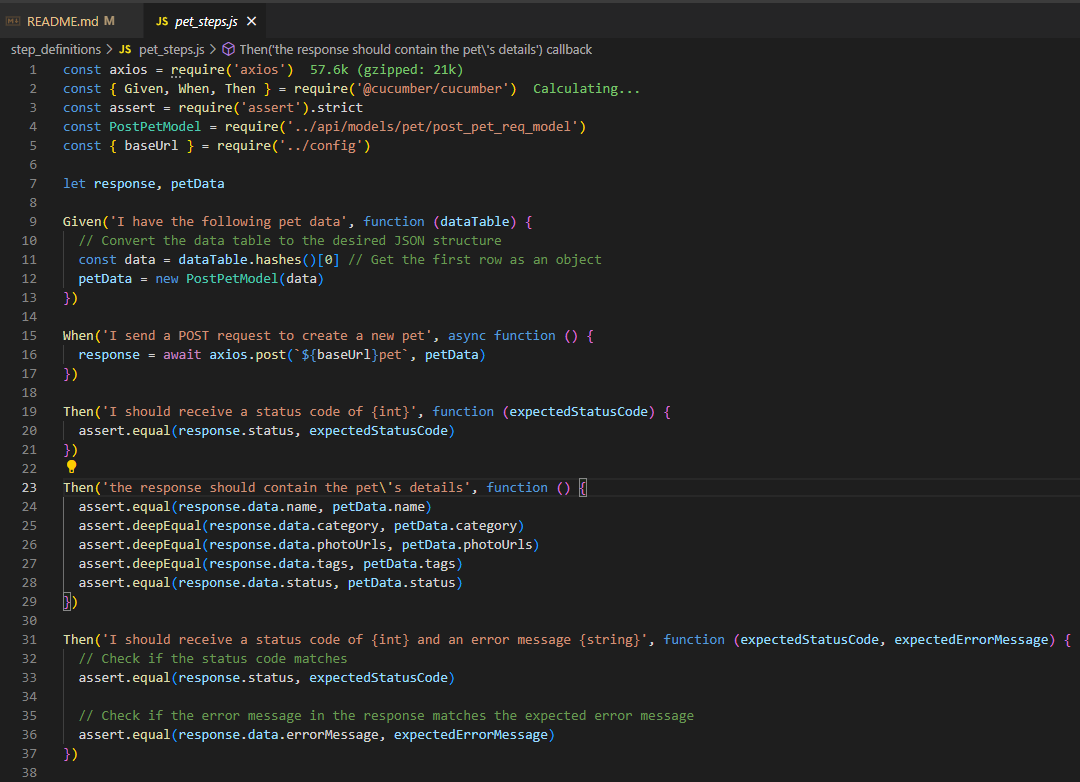 README.md M JS pet_steps.js ×
step_definitions > JS pet_steps.js > Then('the response should contain the pet\'s details') callback
1 const axios = require('axios') 57.6k (gzipped: 21k)
2 const { Given, When, Then } = require('@cucumber/cucumber') Calculating...
3 const assert = require('assert').strict
4 const PostPetModel = require('../api/models/pet/post_pet_req_model')
5 const { baseUrl } = require('../config')
6
7 let response, petData
8
9 Given('I have the following pet data', function (dataTable) {
10 // Convert the data table to the desired JSON structure
11 const data = dataTable.hashes()[0] // Get the first row as an object
12 petData = new PostPetModel(data)
13 })
14
15 When('I send a POST request to create a new pet', async function () {
16 response = await axios.post(`${baseUrl}pet`, petData)
17 })
18
19 Then('I should receive a status code of {int}', function (expectedStatusCode) {
20 assert.equal(response.status, expectedStatusCode)
21 })
22
23 Then('the response should contain the pet\'s details', function () {
24 assert.equal(response.data.name, petData.name)
25 assert.deepEqual(response.data.category, petData.category)
26 assert.deepEqual(response.data.photoUrls, petData.photoUrls)
27 assert.deepEqual(response.data.tags, petData.tags)
28 assert.equal(response.data.status, petData.status)
29 })
30
31 Then('I should receive a status code of {int} and an error message {string}', function (expectedStatusCode, expectedErrorMessage) {
32 // Check if the status code matches
33 assert.equal(response.status, expectedStatusCode)
34
35 // Check if the error message in the response matches the expected error message
36 assert.equal(response.data.errorMessage, expectedErrorMessage)
37 })
38